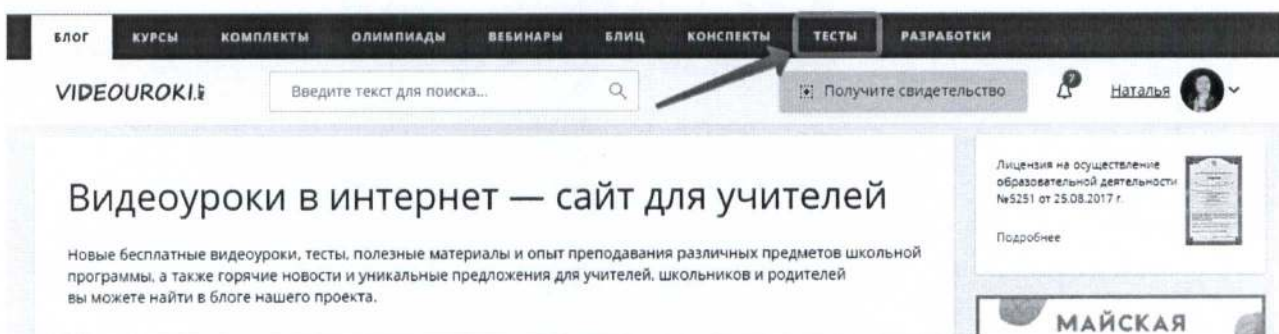 БЛОГ КУРСЫ КОМПЛЕКТЫ ОЛИМПИАДЫ ВЕБИНАРЫ БЛИЦ КОНСПЕКТЫ ТЕСТЫ РАЗРАБОТКИ
VIDEOUROKI. Введите текст для поиска... Получите свидетельство 7 Наталья
Видеоуроки в интернет — сайт для учителей
Новые бесплатные видеоуроки, тесты, полезные материалы и опыт преподавания различных предметов школьной
программы, а также горячие новости и уникальные предложения для учителей, школьников и родителей
вы можете найти в блоге нашего проекта.
Лицензия на осуществление
образовательной деятельности
№5251 от 25.08.2017 г.
Подробнее
МАЙСКАЯ